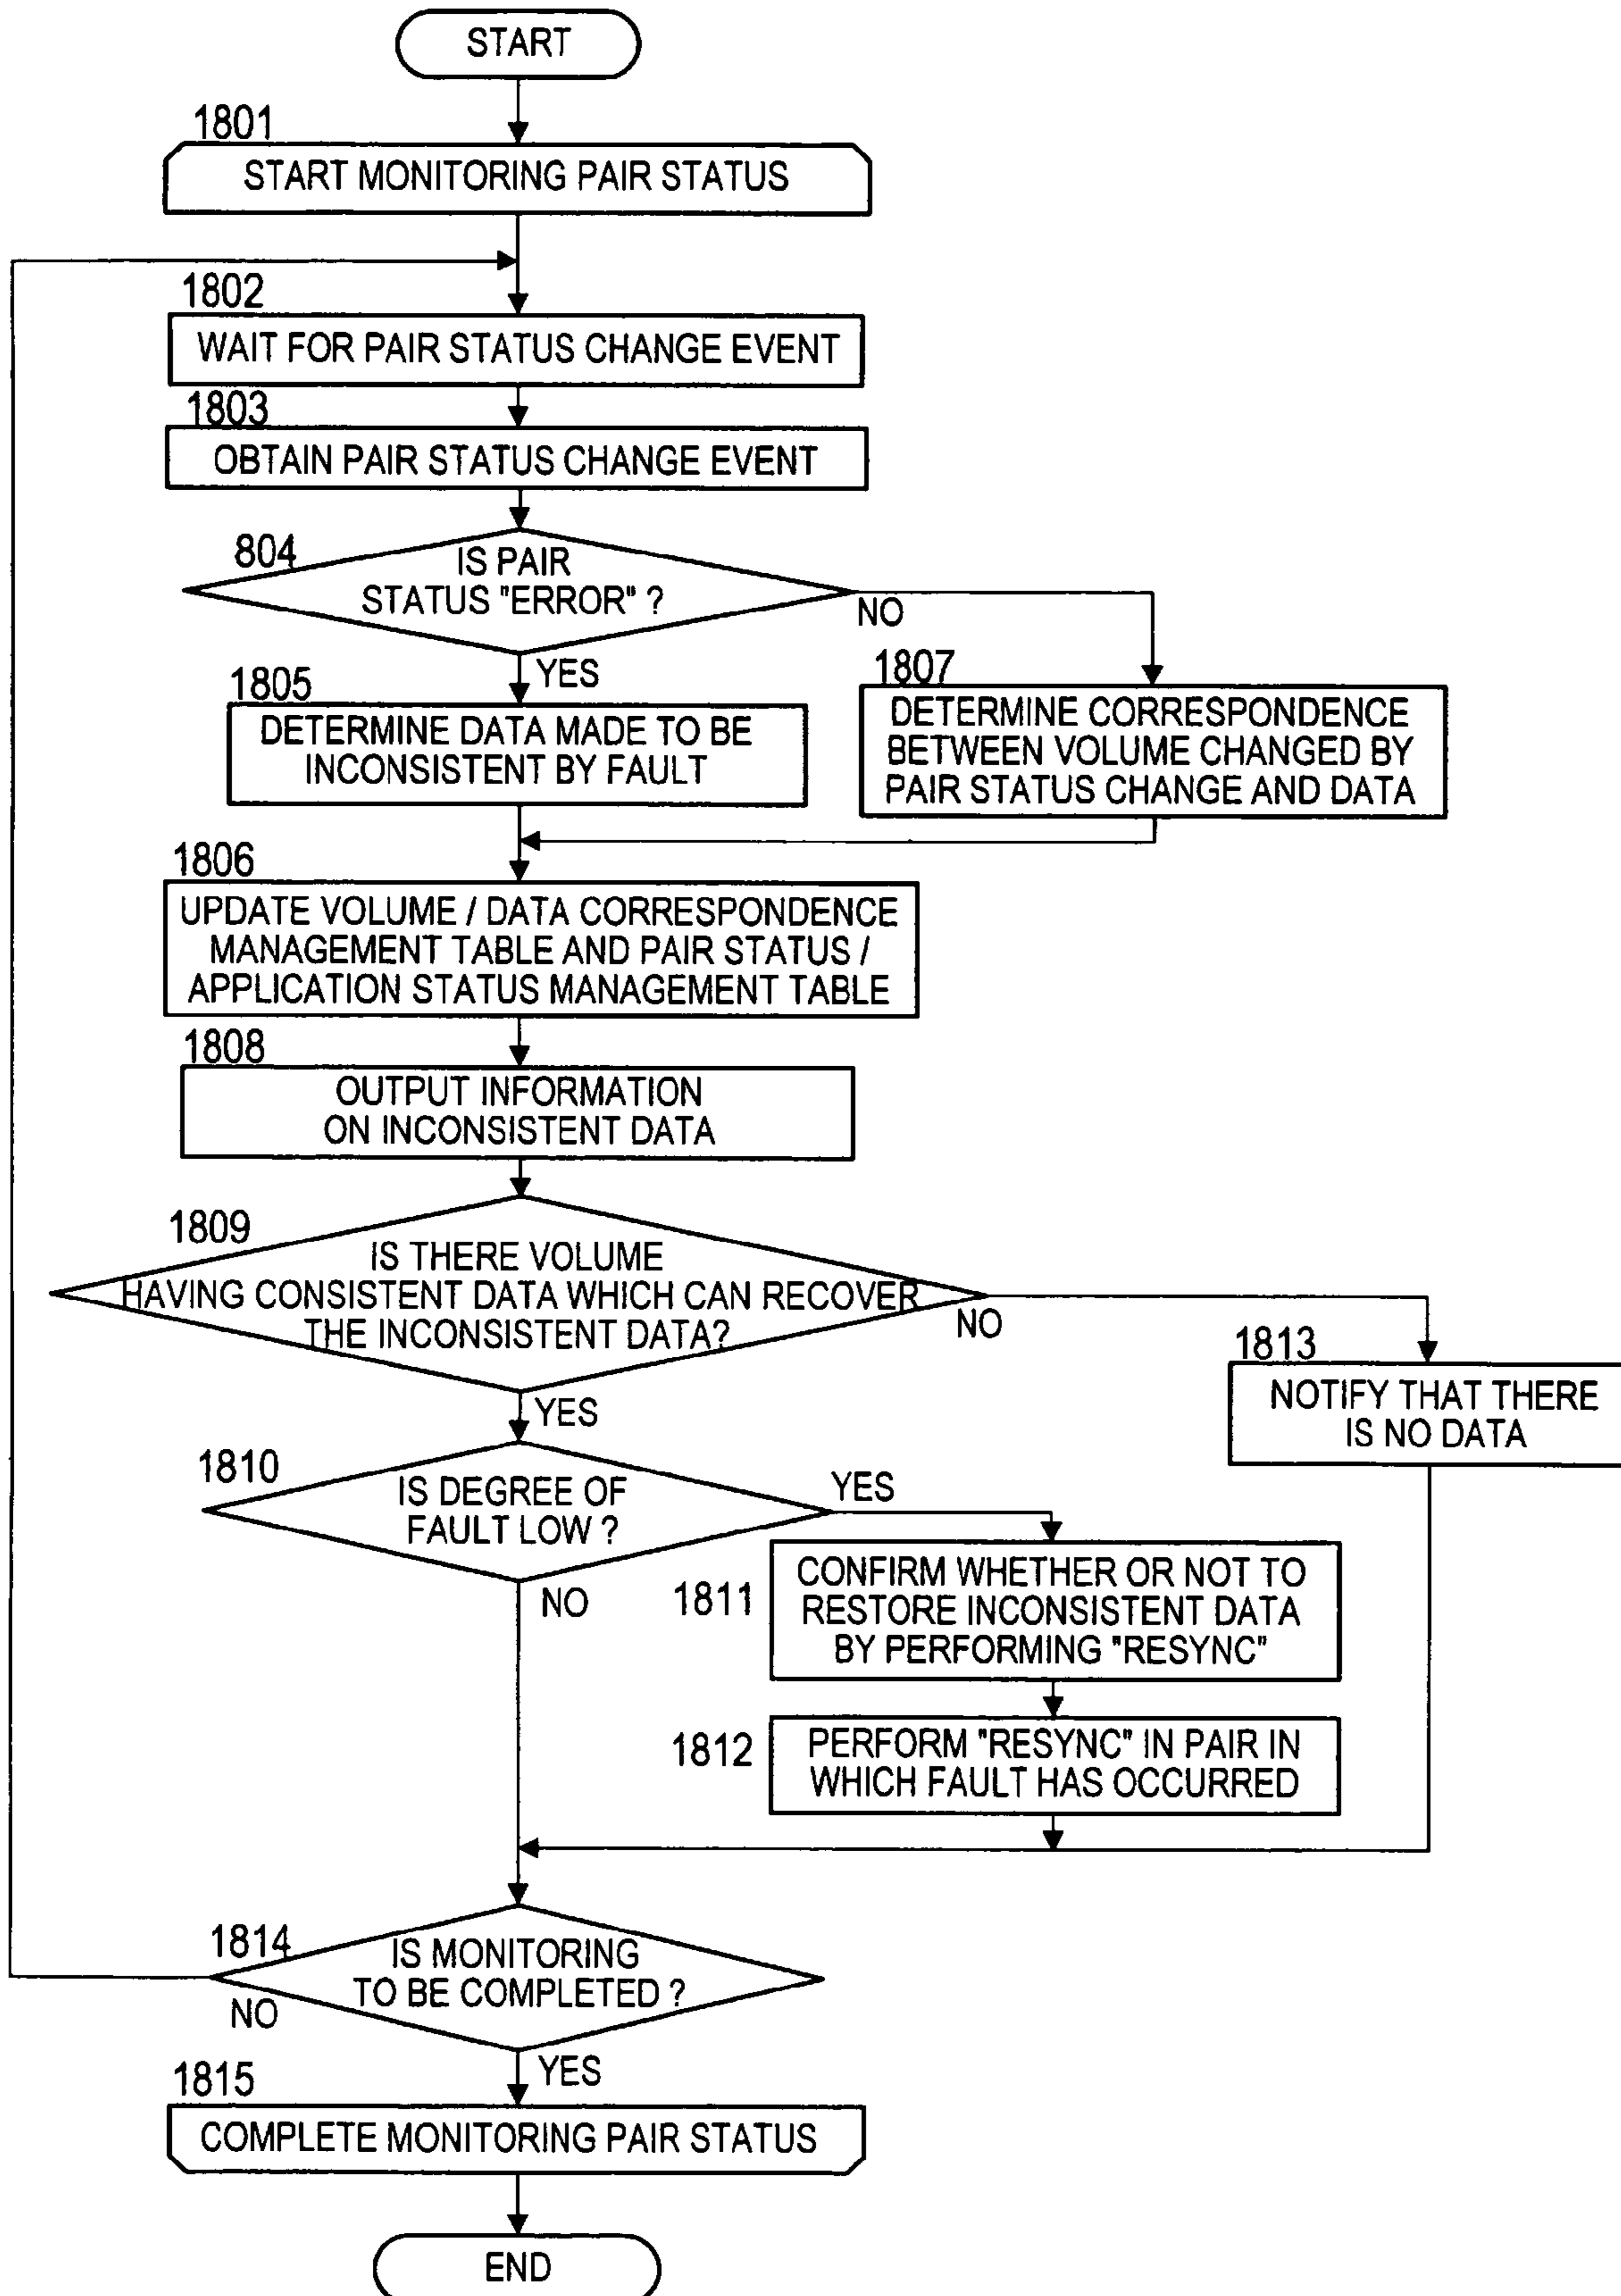 START
1801
START MONITORING PAIR STATUS
1802
WAIT FOR PAIR STATUS CHANGE EVENT
1803
OBTAIN PAIR STATUS CHANGE EVENT
804
IS PAIR
STATUS "ERROR" ?
NO
YES
1805
DETERMINE DATA MADE TO BE
INCONSISTENT BY FAULT
1807
DETERMINE CORRESPONDENCE
BETWEEN VOLUME CHANGED BY
PAIR STATUS CHANGE AND DATA
1806
UPDATE VOLUME / DATA CORRESPONDENCE
MANAGEMENT TABLE AND PAIR STATUS /
APPLICATION STATUS MANAGEMENT TABLE
1808
OUTPUT INFORMATION
ON INCONSISTENT DATA
1809
IS THERE VOLUME
HAVING CONSISTENT DATA WHICH CAN RECOVER
THE INCONSISTENT DATA?
NO
YES
1813
NOTIFY THAT THERE
IS NO DATA
1810
IS DEGREE OF
FAULT LOW ?
YES
NO
1811
CONFIRM WHETHER OR NOT TO
RESTORE INCONSISTENT DATA
BY PERFORMING "RESYNC"
1812
PERFORM "RESYNC" IN PAIR IN
WHICH FAULT HAS OCCURRED
1814
IS MONITORING
TO BE COMPLETED ?
NO
YES
1815
COMPLETE MONITORING PAIR STATUS
END